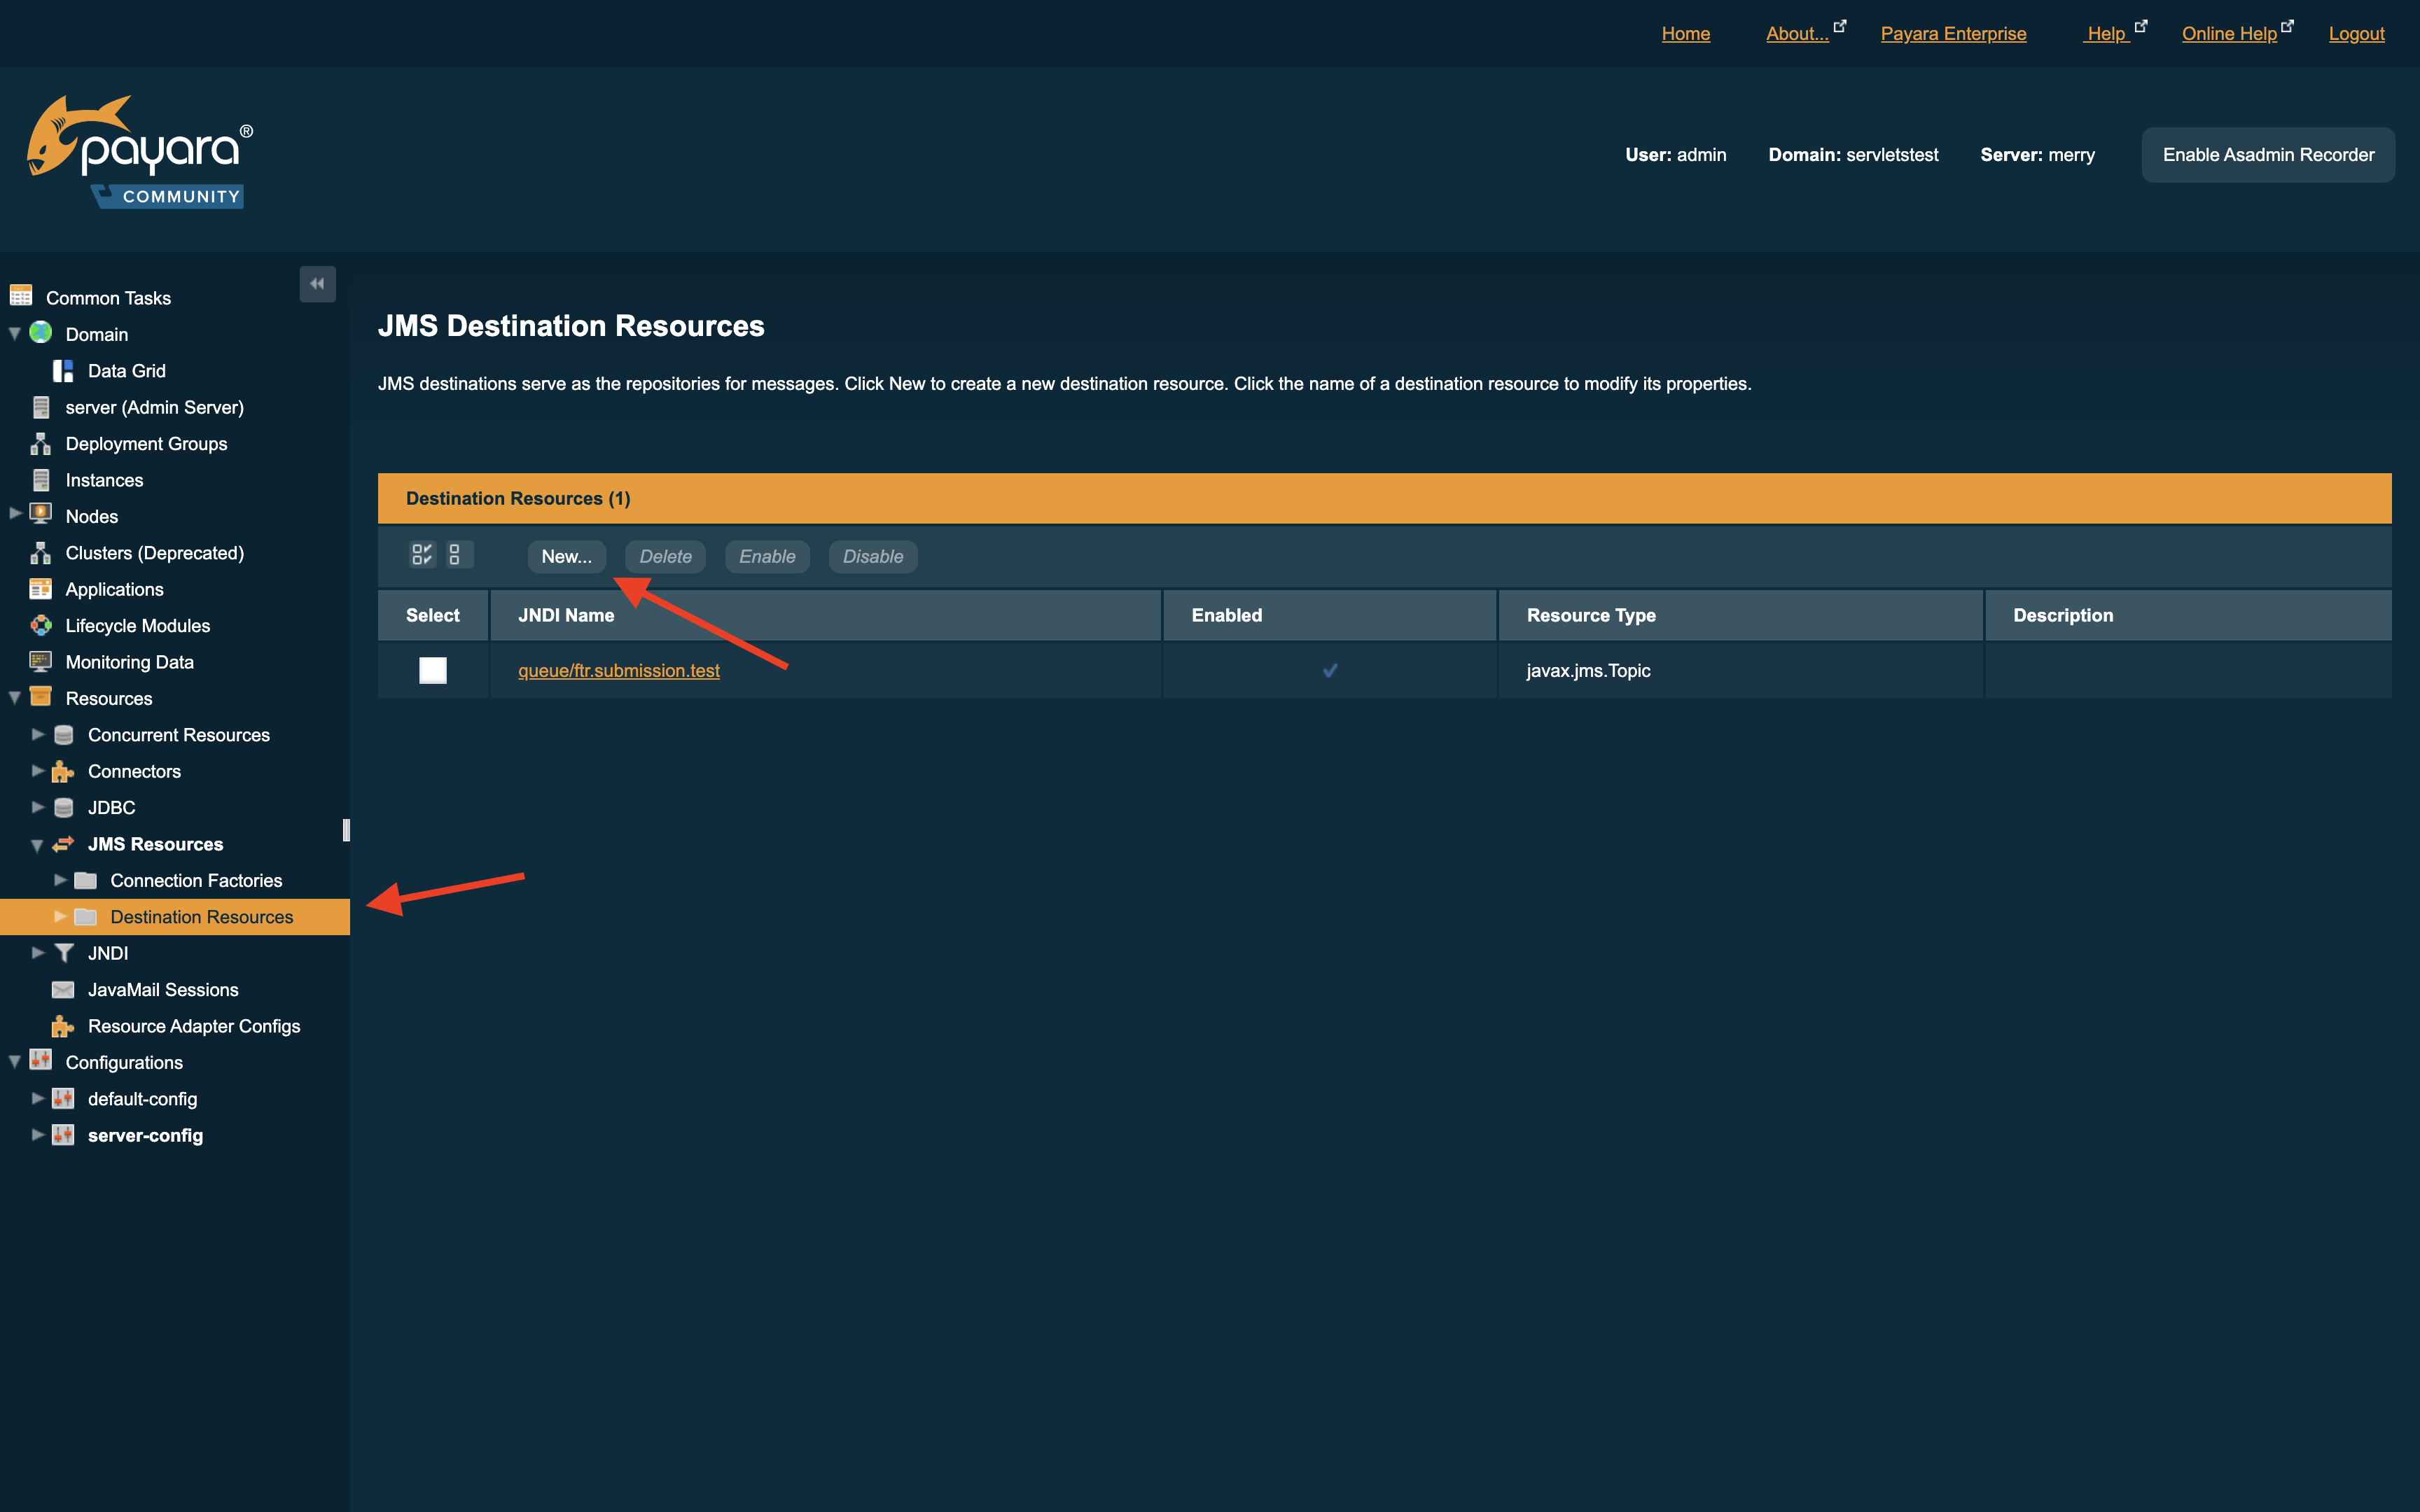 Home About... Payara Enterprise Help Online Help Logout
payara®
COMMUNITY
User: admin Domain: servletstest Server: merry Enable Asadmin Recorder
Common Tasks
Domain
Data Grid
server (Admin Server)
Deployment Groups
Instances
Nodes
Clusters (Deprecated)
Applications
Lifecycle Modules
Monitoring Data
Resources
Concurrent Resources
Connectors
JDBC
JMS Resources
Connection Factories
Destination Resources
JNDI
JavaMail Sessions
Resource Adapter Configs
Configurations
default-config
server-config
JMS Destination Resources
JMS destinations serve as the repositories for messages. Click New to create a new destination resource. Click the name of a destination resource to modify its properties.
Destination Resources (1)
New... Delete Enable Disable
Select JNDI Name Enabled Resource Type Description
queue/ftr.submission.test javax.jms.Topic